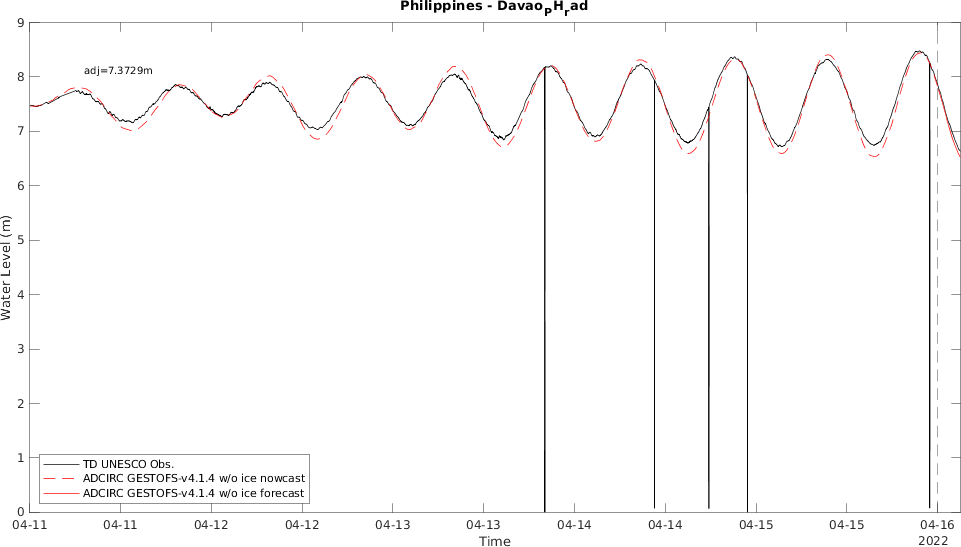 Philippines - DavaoPHrad
9
8
7
6
5
4
3
2
1
0
Water Level (m)
adj=7.3729m
TD UNESCO Obs.
ADCIRC GESTOFS-v4.1.4 w/o ice nowcast
ADCIRC GESTOFS-v4.1.4 w/o ice forecast
04-11 04-11 04-12 04-12 04-13 04-13 04-14 04-14 04-15 04-15 04-16
Time
2022